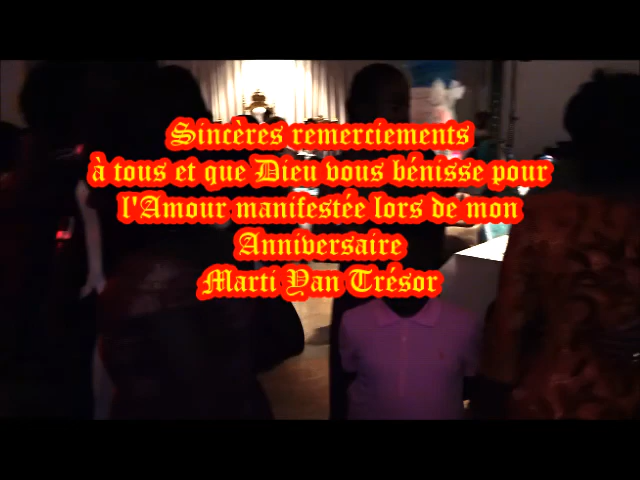 Sincères remerciements
à tous et que Dieu vous bénisse pour
l'Amour manifestée lors de mon
Anniversaire
Marti Yan Trésor